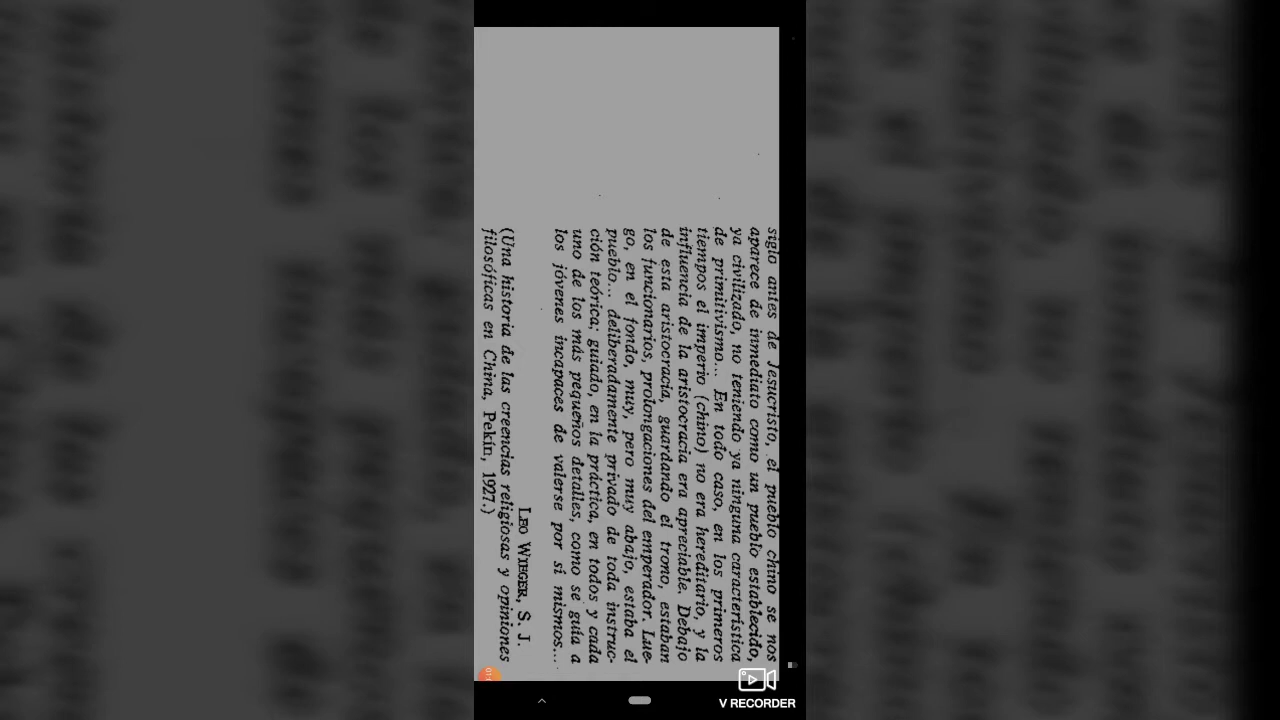 siglo antes de Jesucristo, el pueblo chino se nos
aparece de inmediato como un pueblo establecido,
ya civilizado, no teniendo ya ninguna característica
de primitivismo... En todo caso, en los primeros
tiempos el imperio (chino) no era hereditario, y la
influencia de la aristocracia era apreciable. Debajo
de esta aristocracia, guardando el trono, estaban
los funcionarios, prolongaciones del emperador. Lue-
go, en el fondo, muy, pero muy abajo, estaba el
pueblo... deliberadamente privado de toda instruc-
ción teórica; guiado, en la práctica, en todos y cada
uno de los más pequeños detalles, como se guía a
los jóvenes incapaces de valerse por sí mismos...
LEO WIEGER, S. J.
(Una historia de las creencias religiosas y opiniones
filosóficas en China, Pekín, 1927.)
V RECORDER